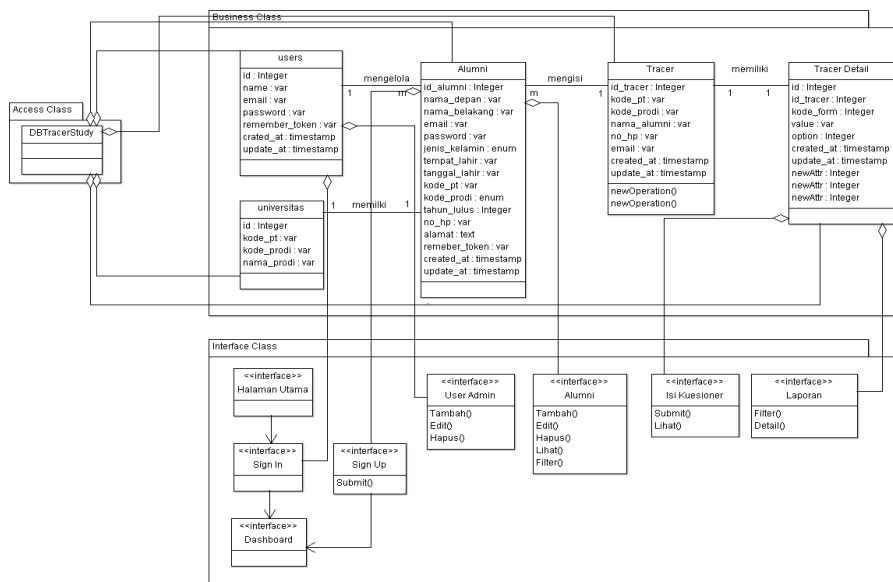 Business Class
users
id : Integer
name : var
email : var
password : var
remember_token : var
crated_at : timestamp
update_at : timestamp
mengelola
1
m
Alumni
id_alumni : Integer
nama_depan : var
nama_belakang : var
email : var
password : var
jenis_kelamin : enum
tempat_lahir : var
tanggal_lahir : var
kode_pt : var
kode_prodi : enum
tahun_lulus : Integer
no_hp : var
alamat : text
remeber_token : var
created_at : timestamp
update_at : timestamp
mengisi
m
1
Tracer
id_tracer : Integer
kode_pt : var
kode_prodi : var
nama_alumni : var
no_hp : var
email : var
created_at : timestamp
update_at : timestamp
newOperation()
newOperation()
memiliki
1
1
Tracer Detail
id : Integer
id_tracer : Integer
kode_form : Integer
value : var
option : Integer
created_at : timestamp
update_at : timestamp
newAttr : Integer
newAttr : Integer
newAttr : Integer
Access Class
DBTracerStudy
universitas
id : Integer
kode_pt : var
kode_prodi : var
nama_prodi : var
1
memilki
1
Interface Class
<<interface>>
Halaman Utama
<<interface>>
Sign In
<<interface>>
Dashboard
<<interface>>
Sign Up
Submit()
<<interface>>
User Admin
Tambah()
Edit()
Hapus()
<<interface>>
Alumni
Tambah()
Edit()
Hapus()
Lihat()
Filter()
<<interface>>
Isi Kuesioner
Submit()
Lihat()
<<interface>>
Laporan
Filter()
Detail()